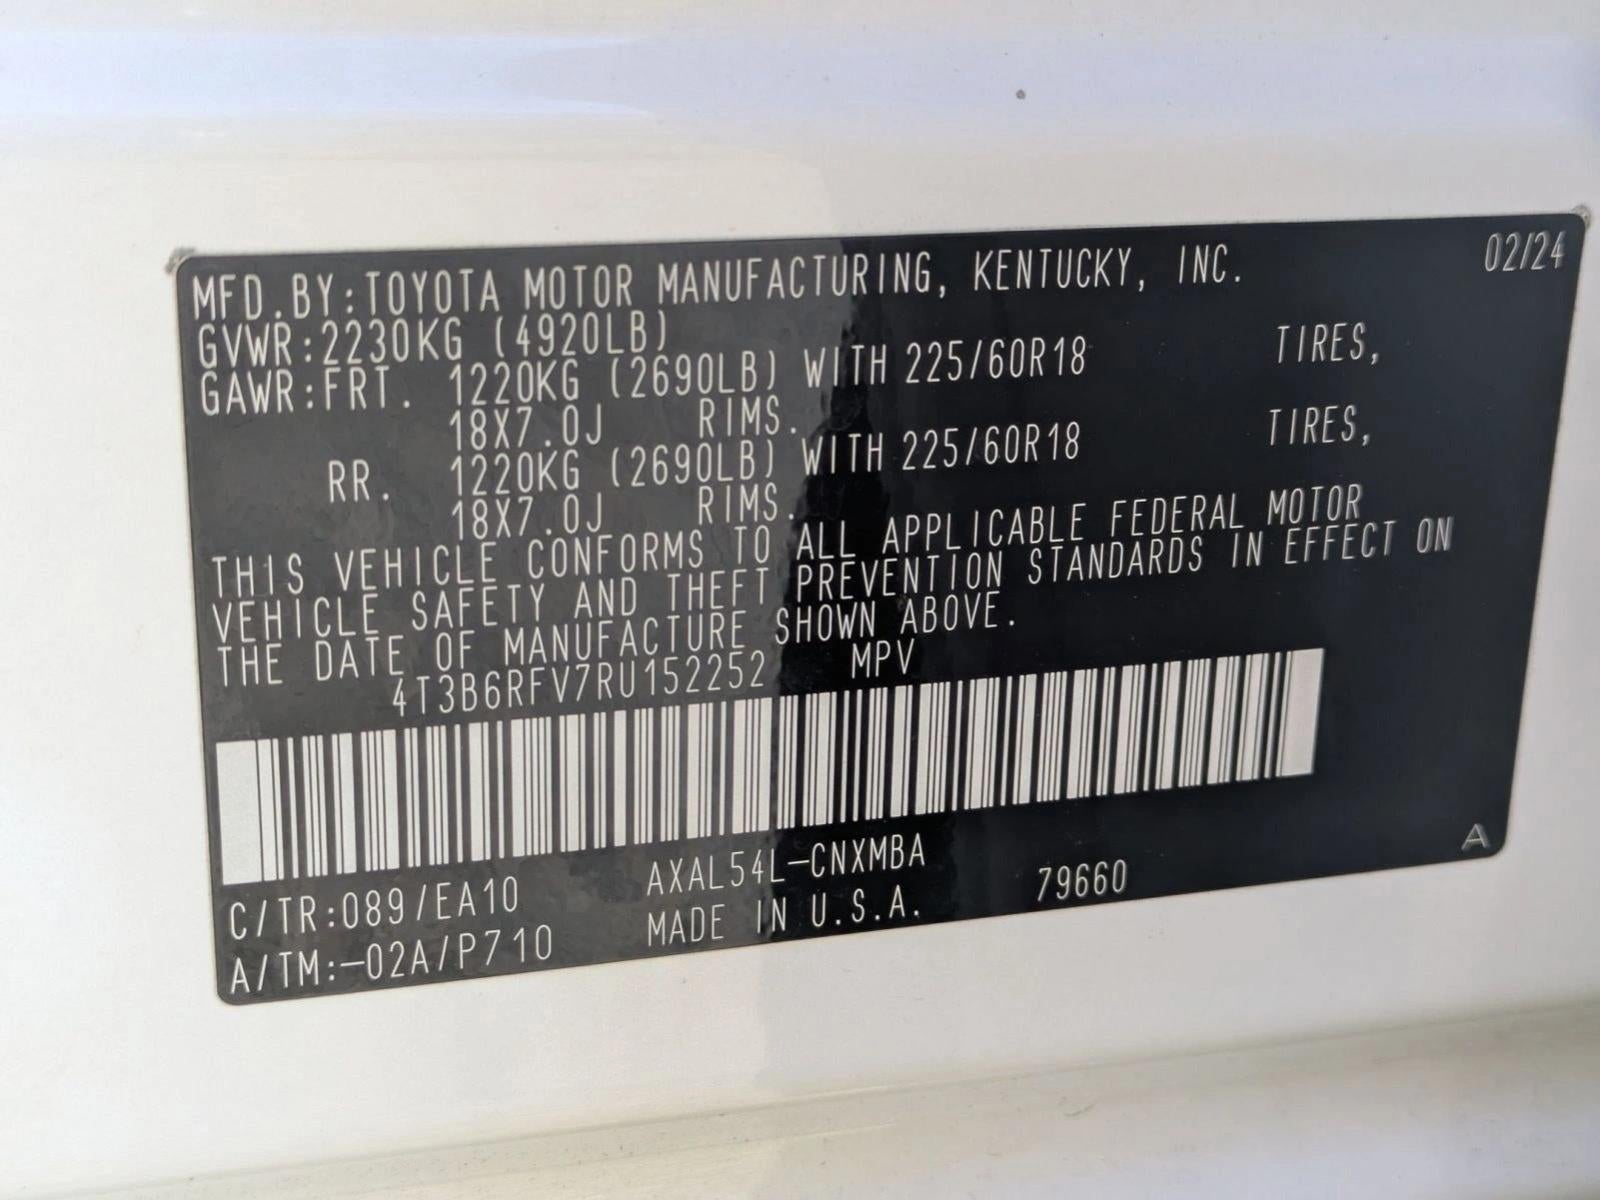 MFD.BY:TOYOTA MOTOR MANUFACTURING, KENTUCKY, INC. 02/24
GVWR:2230KG (4920LB)
GAWR:FRT. 1220KG (2690LB) WITH 225/60R18 TIRES,
18X7.0J RIMS.
RR. 1220KG (2690LB) WITH 225/60R18 TIRES,
18X7.0J RIMS.
THIS VEHICLE CONFORMS TO ALL APPLICABLE FEDERAL MOTOR
VEHICLE SAFETY AND THEFT PREVENTION STANDARDS IN EFFECT ON
THE DATE OF MANUFACTURE SHOWN ABOVE.
4T3B6RFV7RU152252 MPV
C/TR:089/EA10 AXAL54L-CNXMBA
A/TM:-02A/P710 MADE IN U.S.A. 79660
A